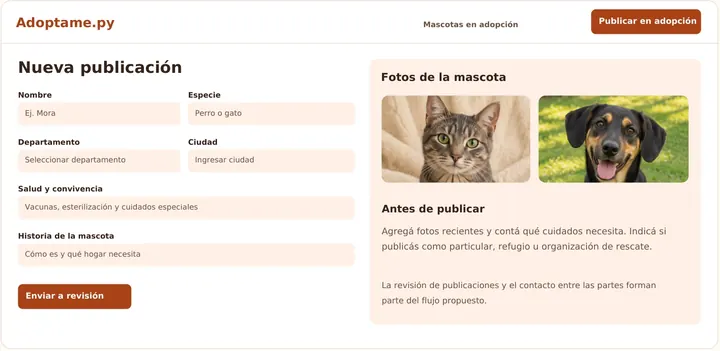 Adoptame.py
Mascotas en adopción
Publicar en adopción
Nueva publicación
Nombre
Especie
Ej. Mora
Perro o gato
Departamento
Ciudad
Seleccionar departamento
Ingresar ciudad
Salud y convivencia
Vacunas, esterilización y cuidados especiales
Historia de la mascota
Cómo es y qué hogar necesita
Enviar a revisión
Fotos de la mascota
Antes de publicar
Agregá fotos recientes y contá qué cuidados necesita. Indicá si
publicás como particular, refugio u organización de rescate.
La revisión de publicaciones y el contacto entre las partes forman
parte del flujo propuesto.